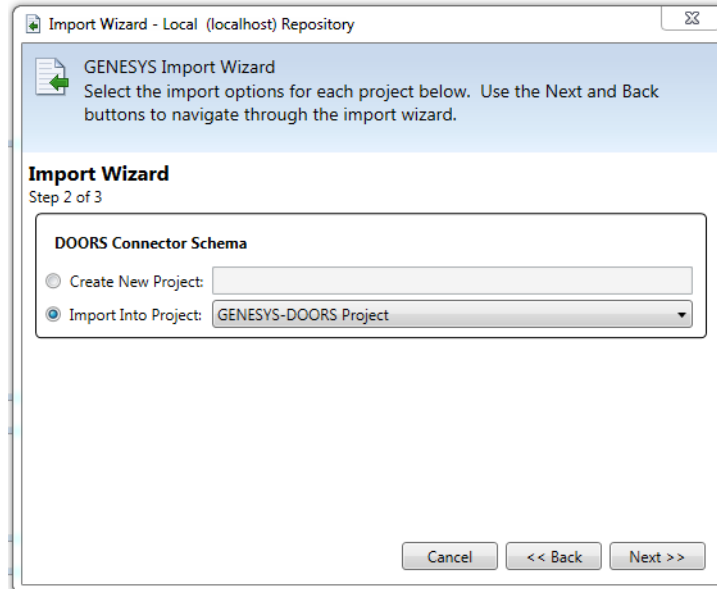 Import Wizard - Local (localhost) Repository
GENESYS Import Wizard
Select the import options for each project below. Use the Next and Back
buttons to navigate through the import wizard.
Import Wizard
Step 2 of 3
DOORS Connector Schema
Create New Project:
Import Into Project: GENESYS-DOORS Project
Cancel << Back Next >>